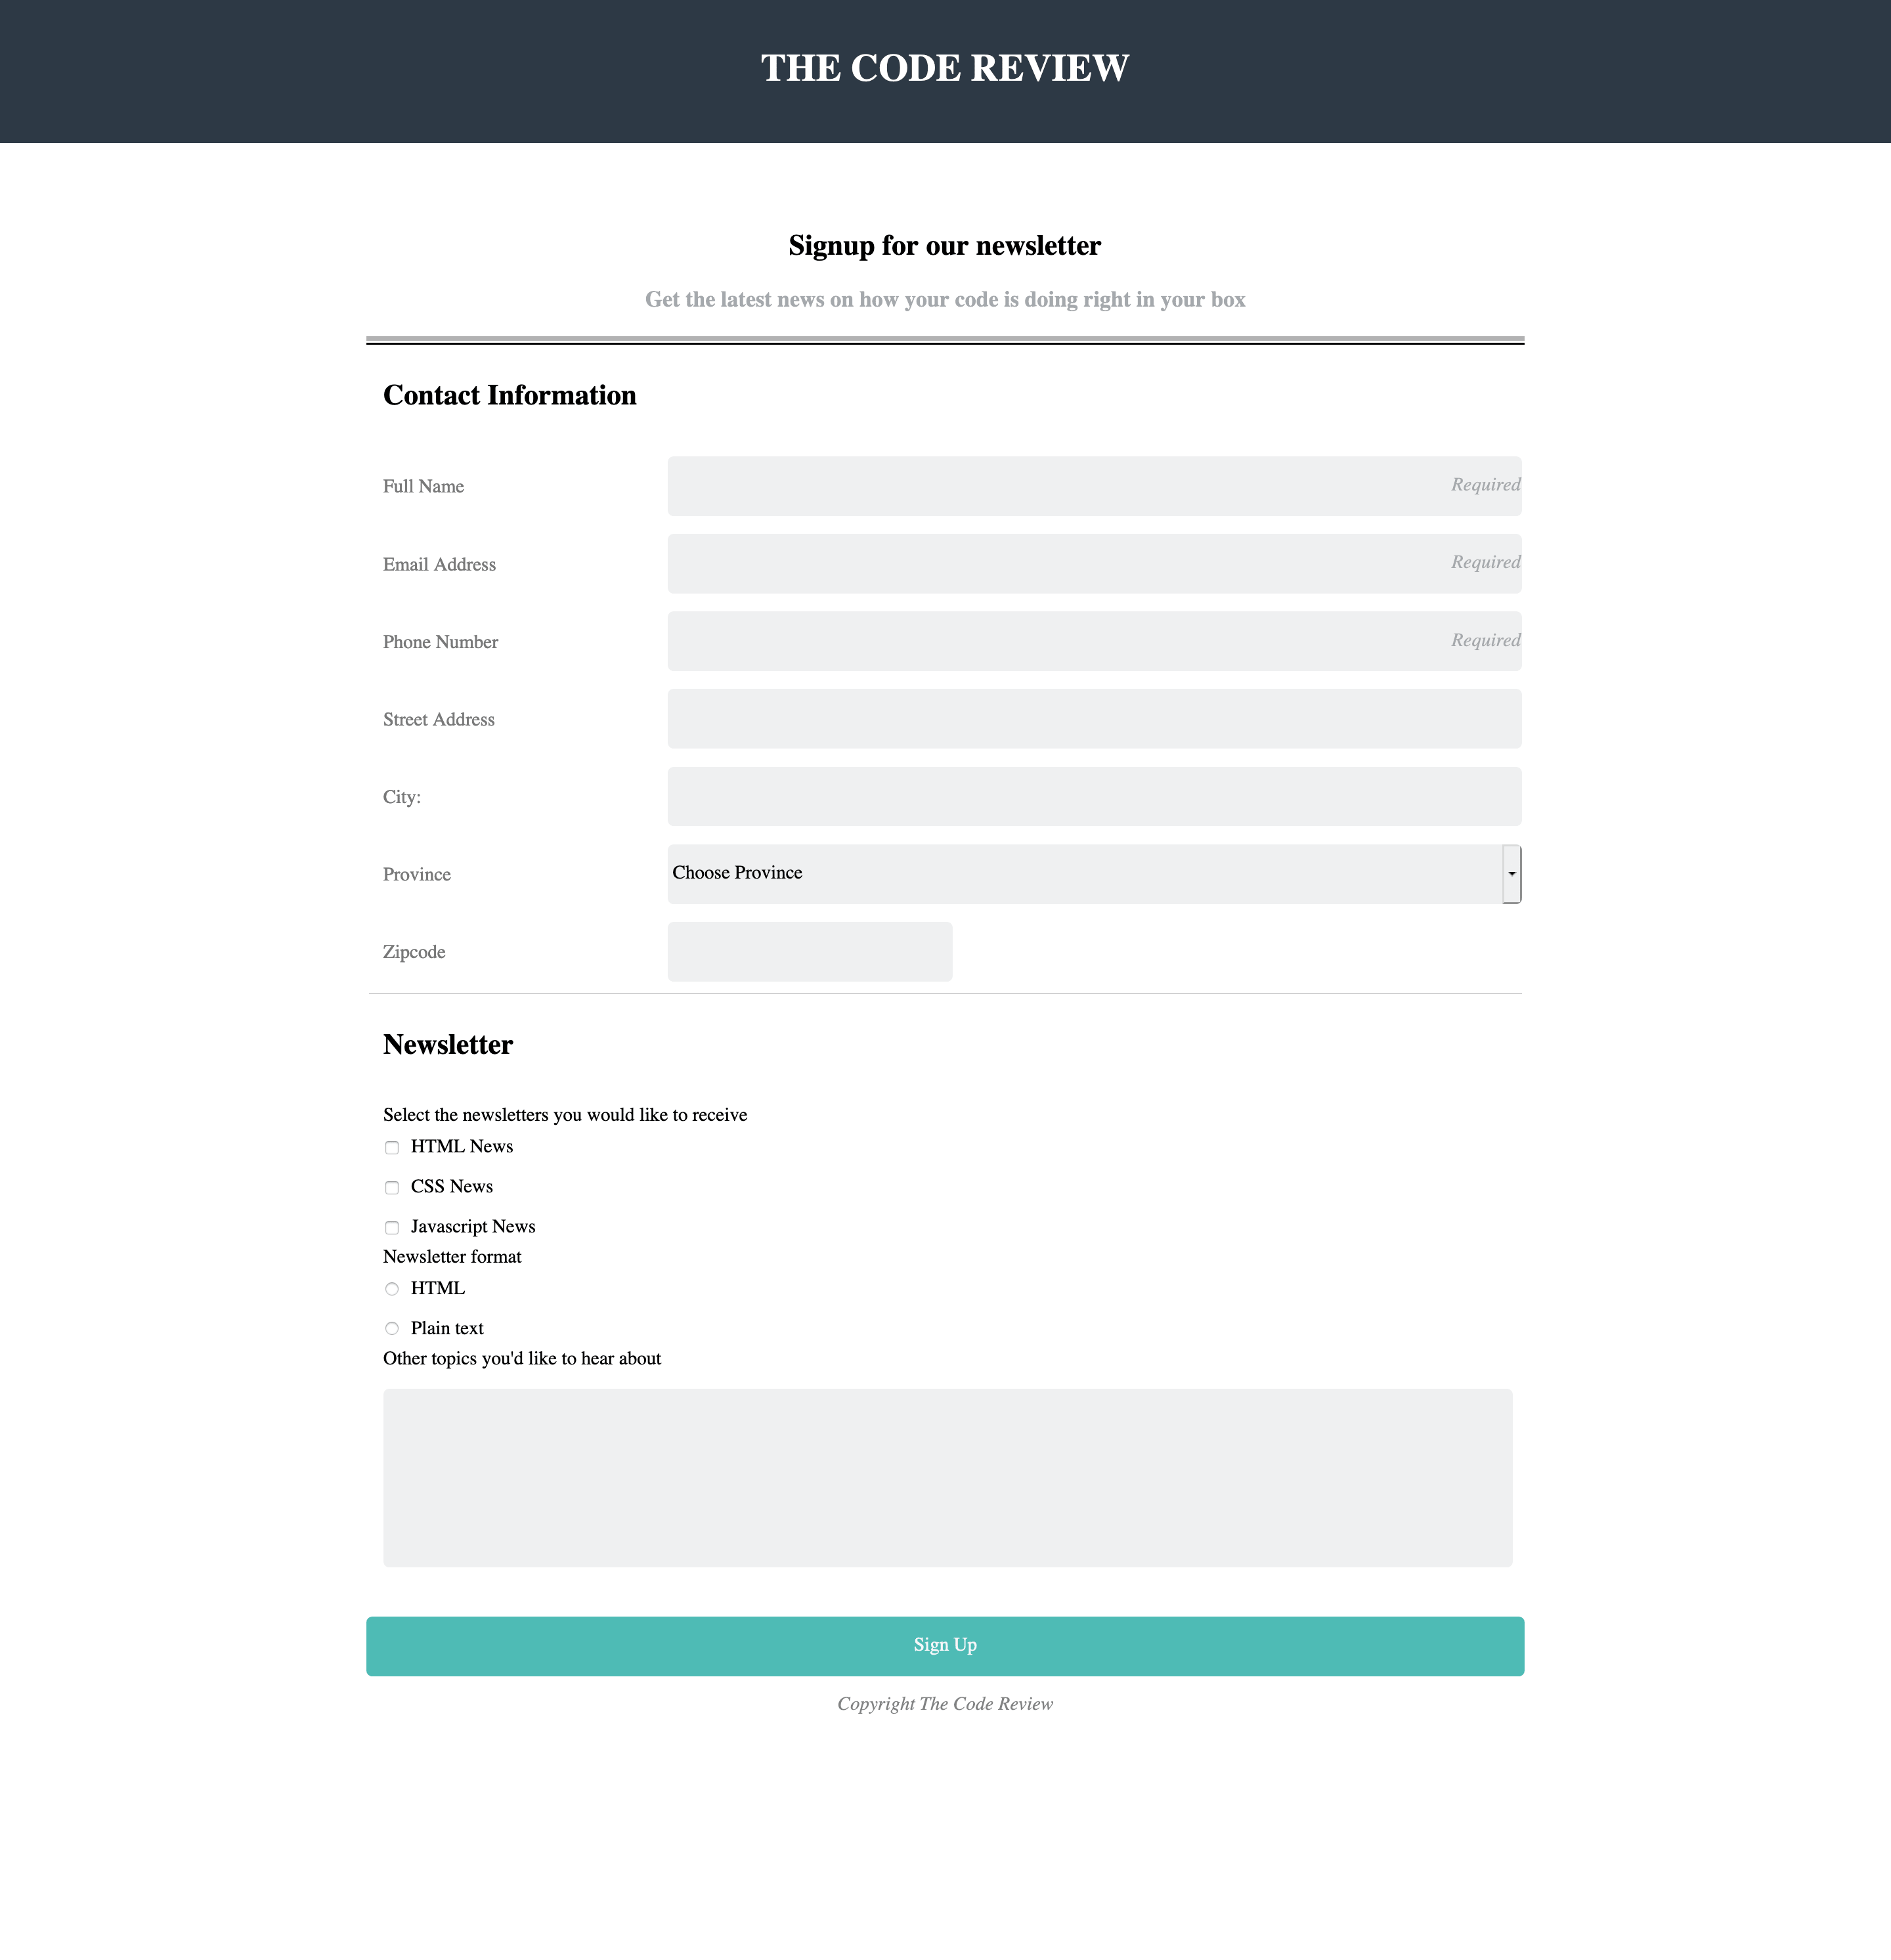 THE CODE REVIEW
Signup for our newsletter
Get the latest news on how your code is doing right in your box
Contact Information
Full Name Required
Email Address Required
Phone Number Required
Street Address
City:
Province Choose Province
Zipcode
Newsletter
Select the newsletters you would like to receive
HTML News
CSS News
Javascript News
Newsletter format
HTML
Plain text
Other topics you'd like to hear about
Sign Up
Copyright The Code Review